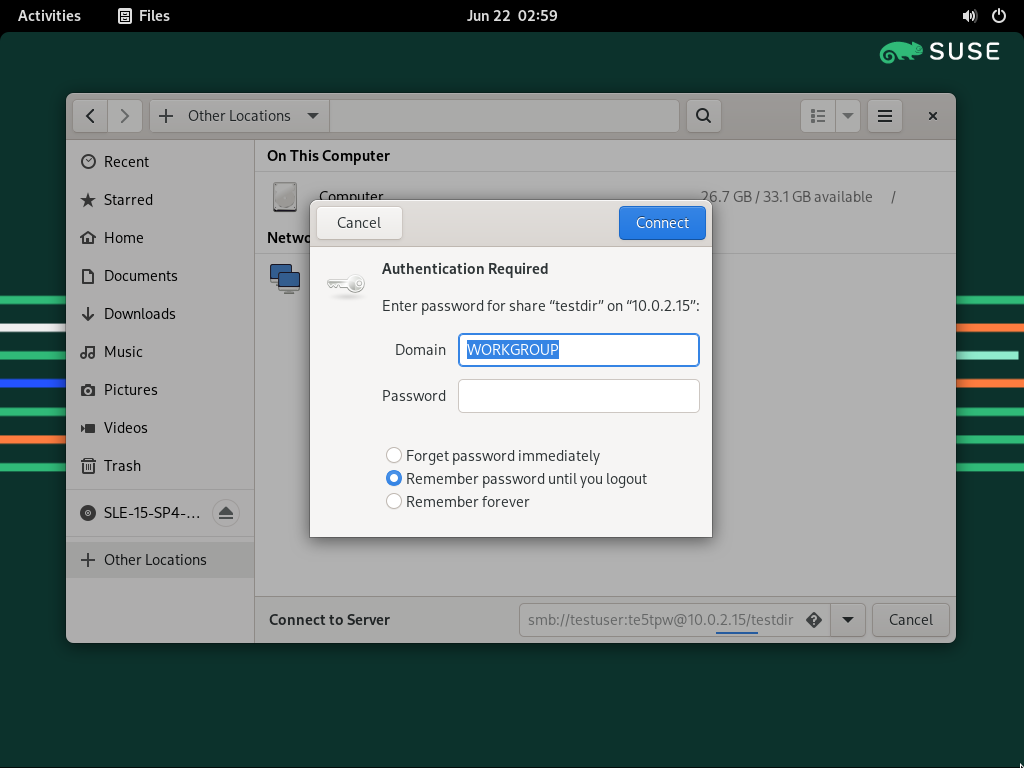 Activities
Files
Jun 22 02:59
SUSE
Other Locations
Recent
Starred
Home
Documents
Downloads
Music
Pictures
Videos
Trash
SLE-15-SP4-...
Other Locations
On This Computer
Computer
26.7 GB / 33.1 GB available
/
Netwo
Cancel
Connect
Authentication Required
Enter password for share “testdir” on “10.0.2.15”:
Domain
WORKGROUP
Password
Forget password immediately
Remember password until you logout
Remember forever
Connect to Server
smb://testuser:te5tpw@10.0.2.15/testdir
Cancel